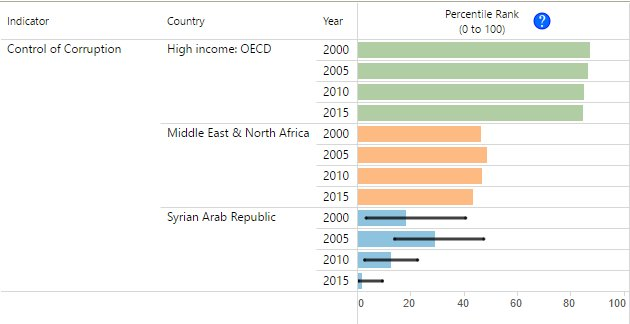 Indicator Country Year Percentile Rank
(0 to 100) ?
Control of Corruption High income: OECD 2000
2005
2010
2015
Middle East & North Africa 2000
2005
2010
2015
Syrian Arab Republic 2000
2005
2010
2015
0 20 40 60 80 100